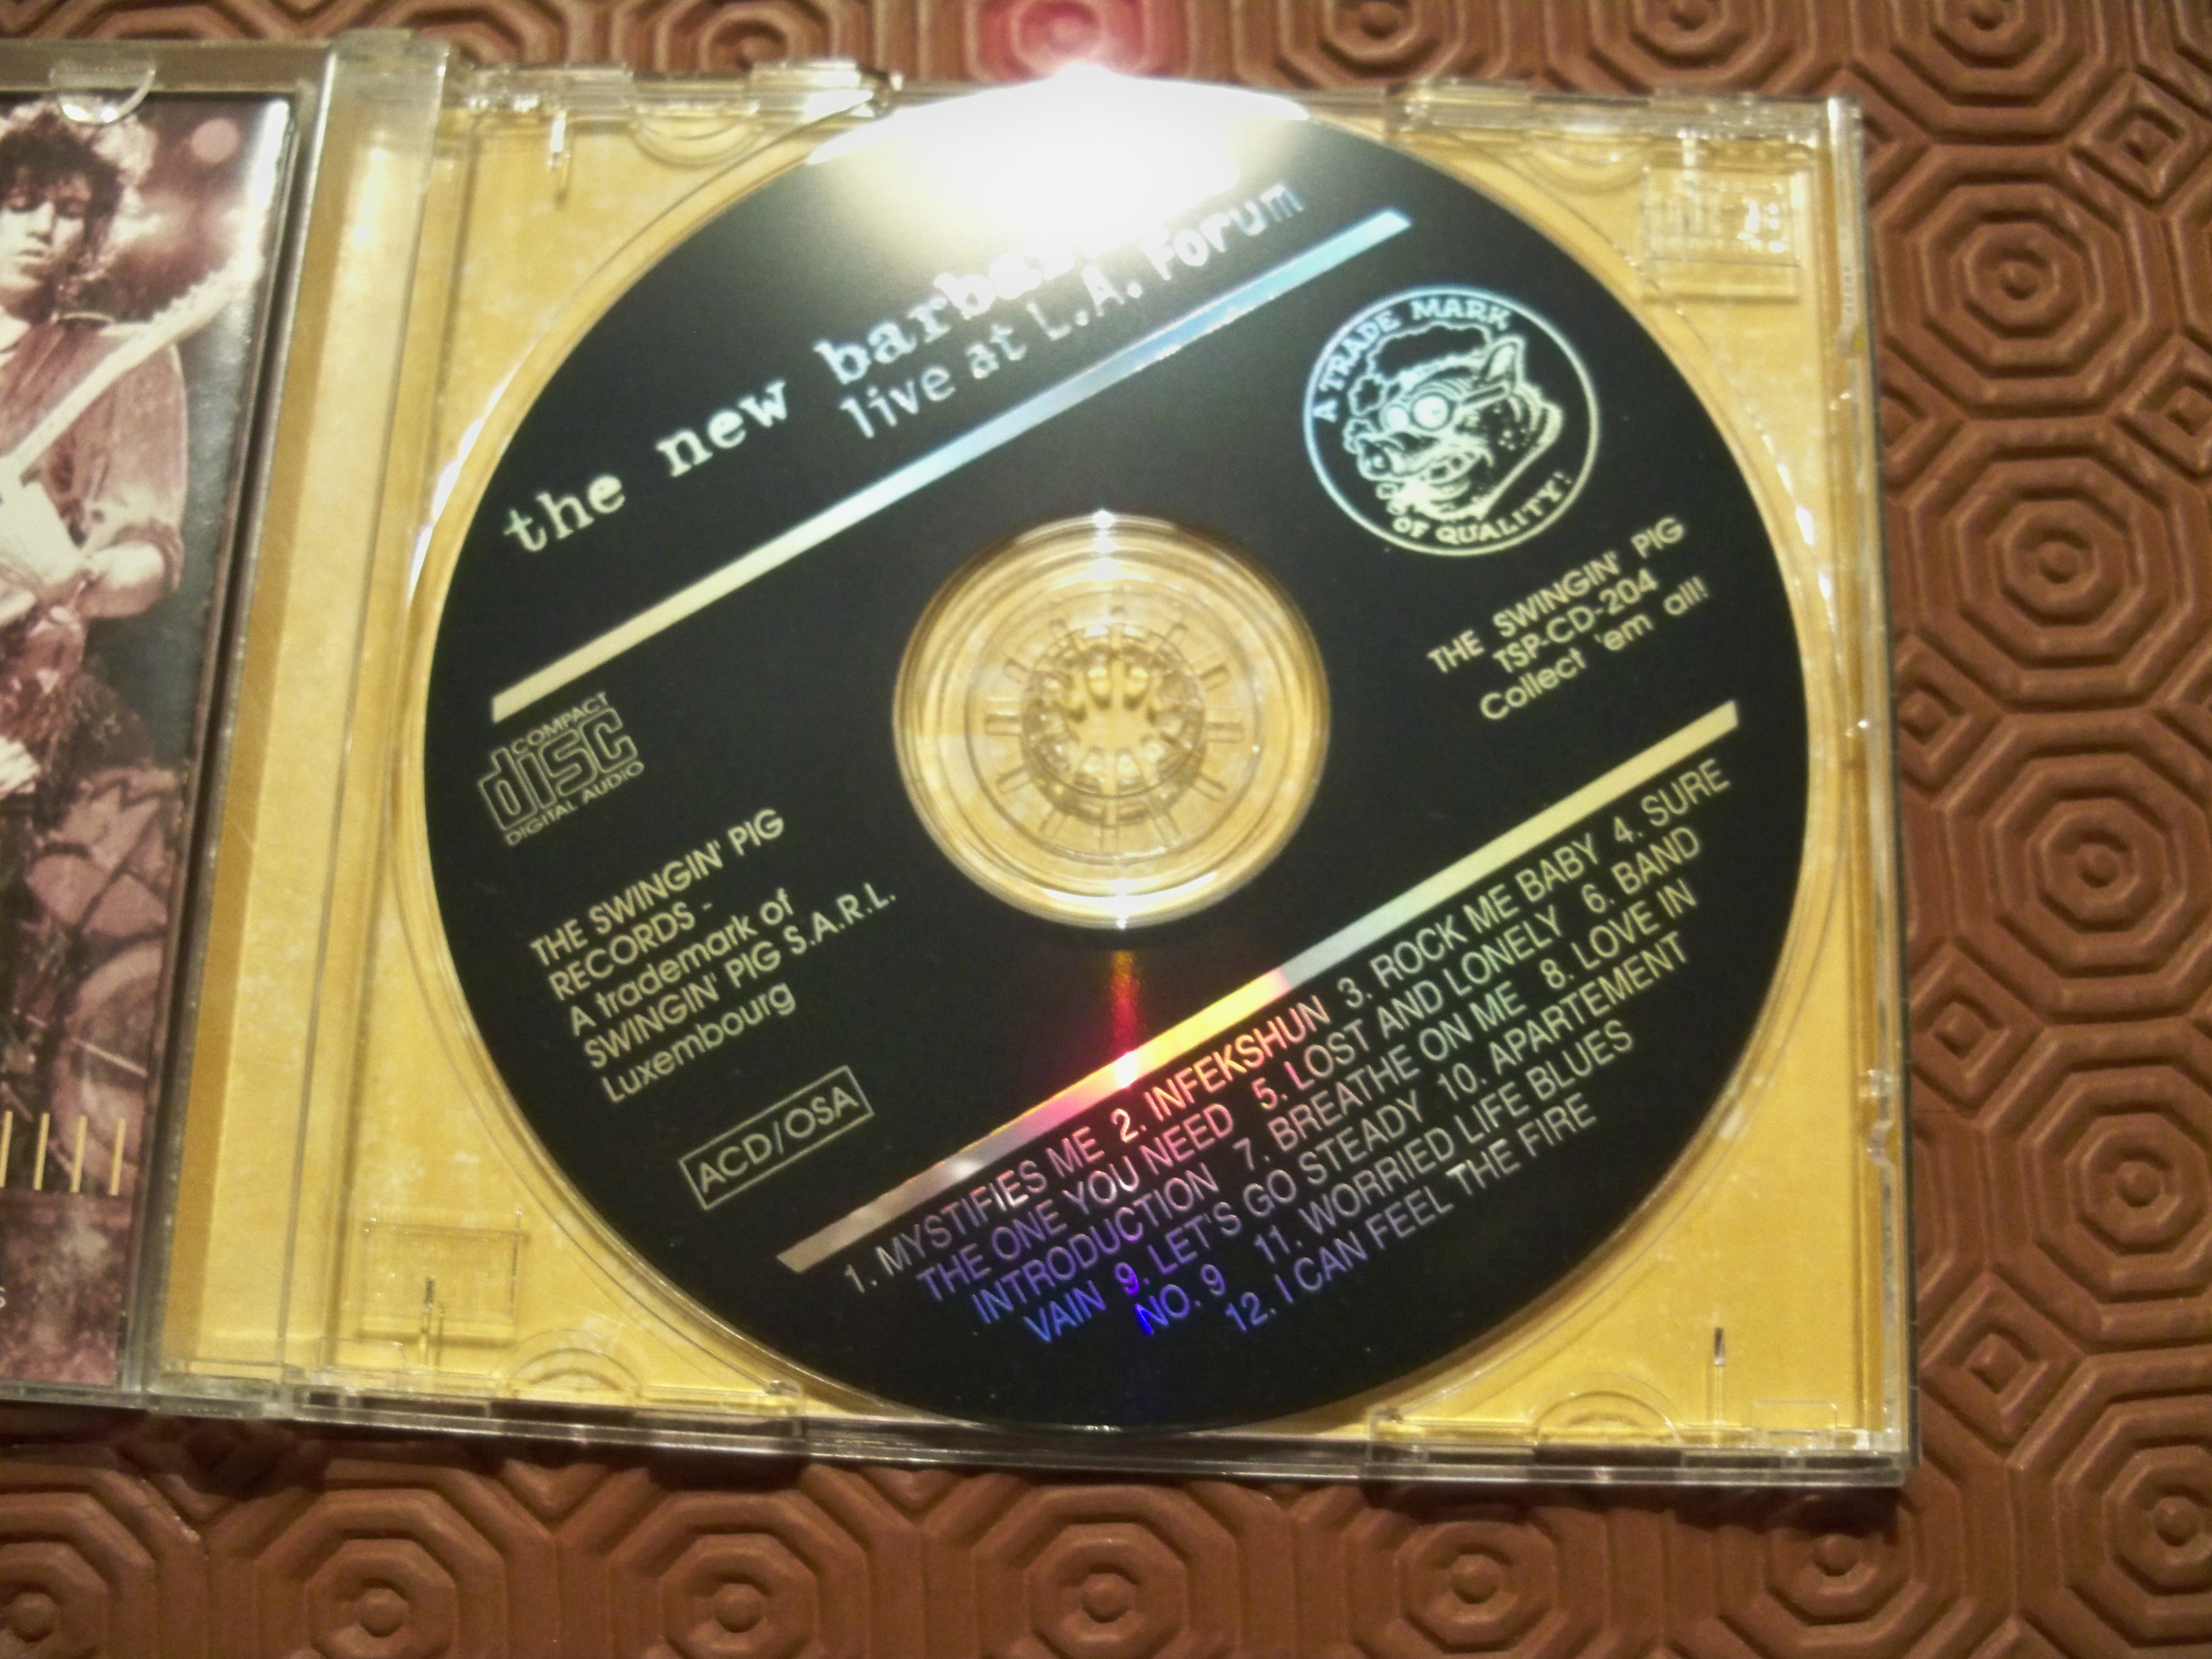 the new
live at L.A. Forum
A TRADE MARK
OF QUALITY!
THE SWINGIN' PIG
TSP-CD-204
Collect 'em all!
COMPACT
disc
DIGITAL AUDIO
THE SWINGIN' PIG
RECORDS -
A trademark of
SWINGIN' PIG S.A.R.L.
Luxembourg
ACD/OSA
1. MYSTIFIES ME 2. INFEKSHUN 3. ROCK ME BABY 4. SURE
THE ONE YOU NEED 5. LOST AND LONELY 6. BAND
INTRODUCTION 7. BREATHE ON ME 8. LOVE IN
VAIN 9. LET'S GO STEADY 10. APARTEMENT
NO. 9 11. WORRIED LIFE BLUES
12. I CAN FEEL THE FIRE